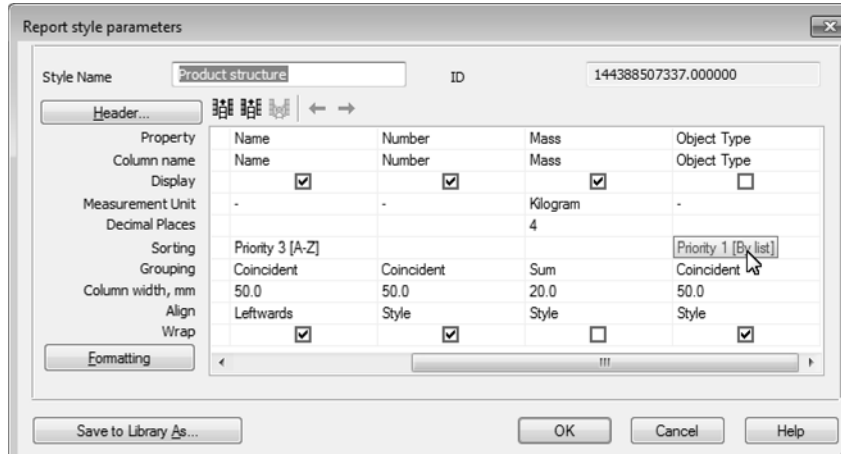 Report style parameters
Style Name Product structure ID 144388507337.000000
Header...
Property Name Number Mass Object Type
Column name Name Number Mass Object Type
Display
Measurement Unit - - Kilogram -
Decimal Places 4
Sorting Priority 3 [A-Z] Priority 1 [By list]
Grouping Coincident Coincident Sum Coincident
Column width, mm 50.0 50.0 20.0 50.0
Align Leftwards Style Style Style
Wrap
Formatting
Save to Library As... OK Cancel Help